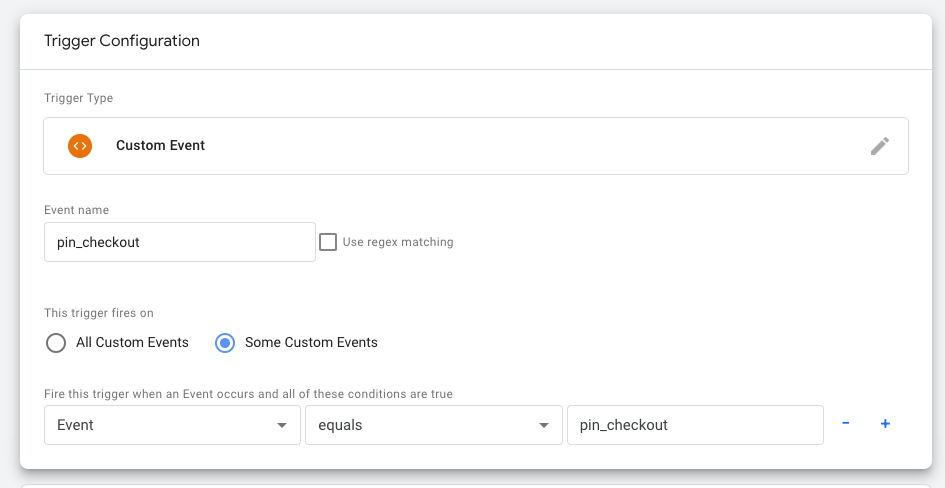 Trigger Configuration
Trigger Type
Custom Event
Event name
pin_checkout
Use regex matching
This trigger fires on
All Custom Events Some Custom Events
Fire this trigger when an Event occurs and all of these conditions are true
Event equals pin_checkout - +